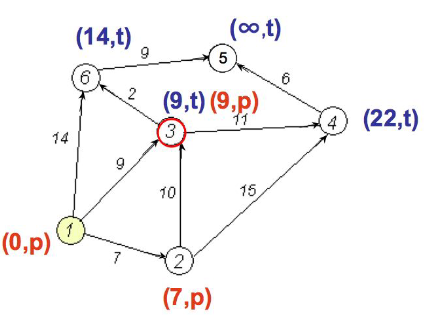 (14,t)
(∞,t)
9
5
6
2
6
(9,t) (9,p)
3
11
4
(22,t)
14
9
10
15
1
(0,p)
7
2
(7,p)